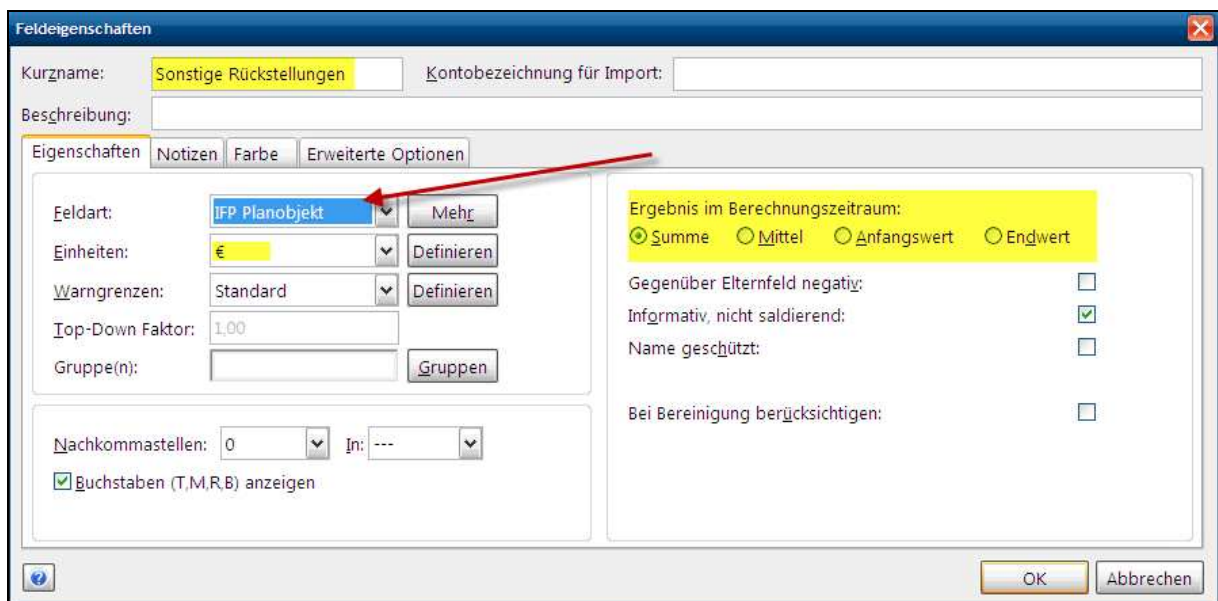 Feldeigenschaften
Kurzname: Sonstige Rückstellungen Kontobezeichnung für Import:
Beschreibung:
Eigenschaften Notizen Farbe Erweiterte Optionen
Feldart: IFP Planobjekt Mehr
Einheiten: € Definieren
Warngrenzen: Standard Definieren
Top-Down Faktor: 1,00
Gruppe(n): Gruppen
Nachkommastellen: 0 In: ---
Buchstaben (T,M,R,B) anzeigen
Ergebnis im Berechnungszeitraum:
Summe Mittel Anfangswert Endwert
Gegenüber Elternfeld negativ:
Informativ, nicht saldierend:
Name geschützt:
Bei Bereinigung berücksichtigen:
OK Abbrechen